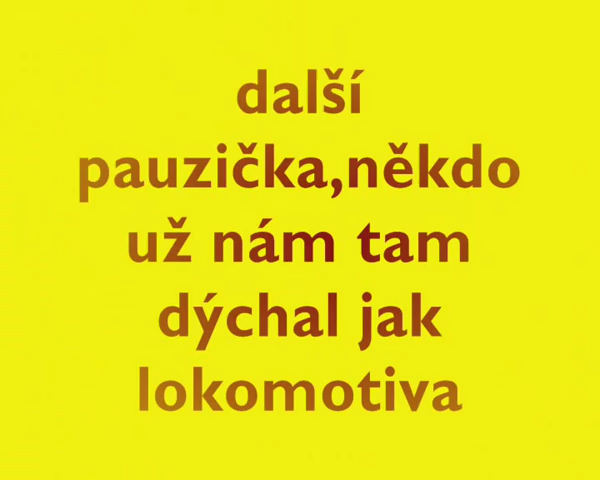 další
pauzička,někdo
už nám tam
dýchal jak
lokomotiva